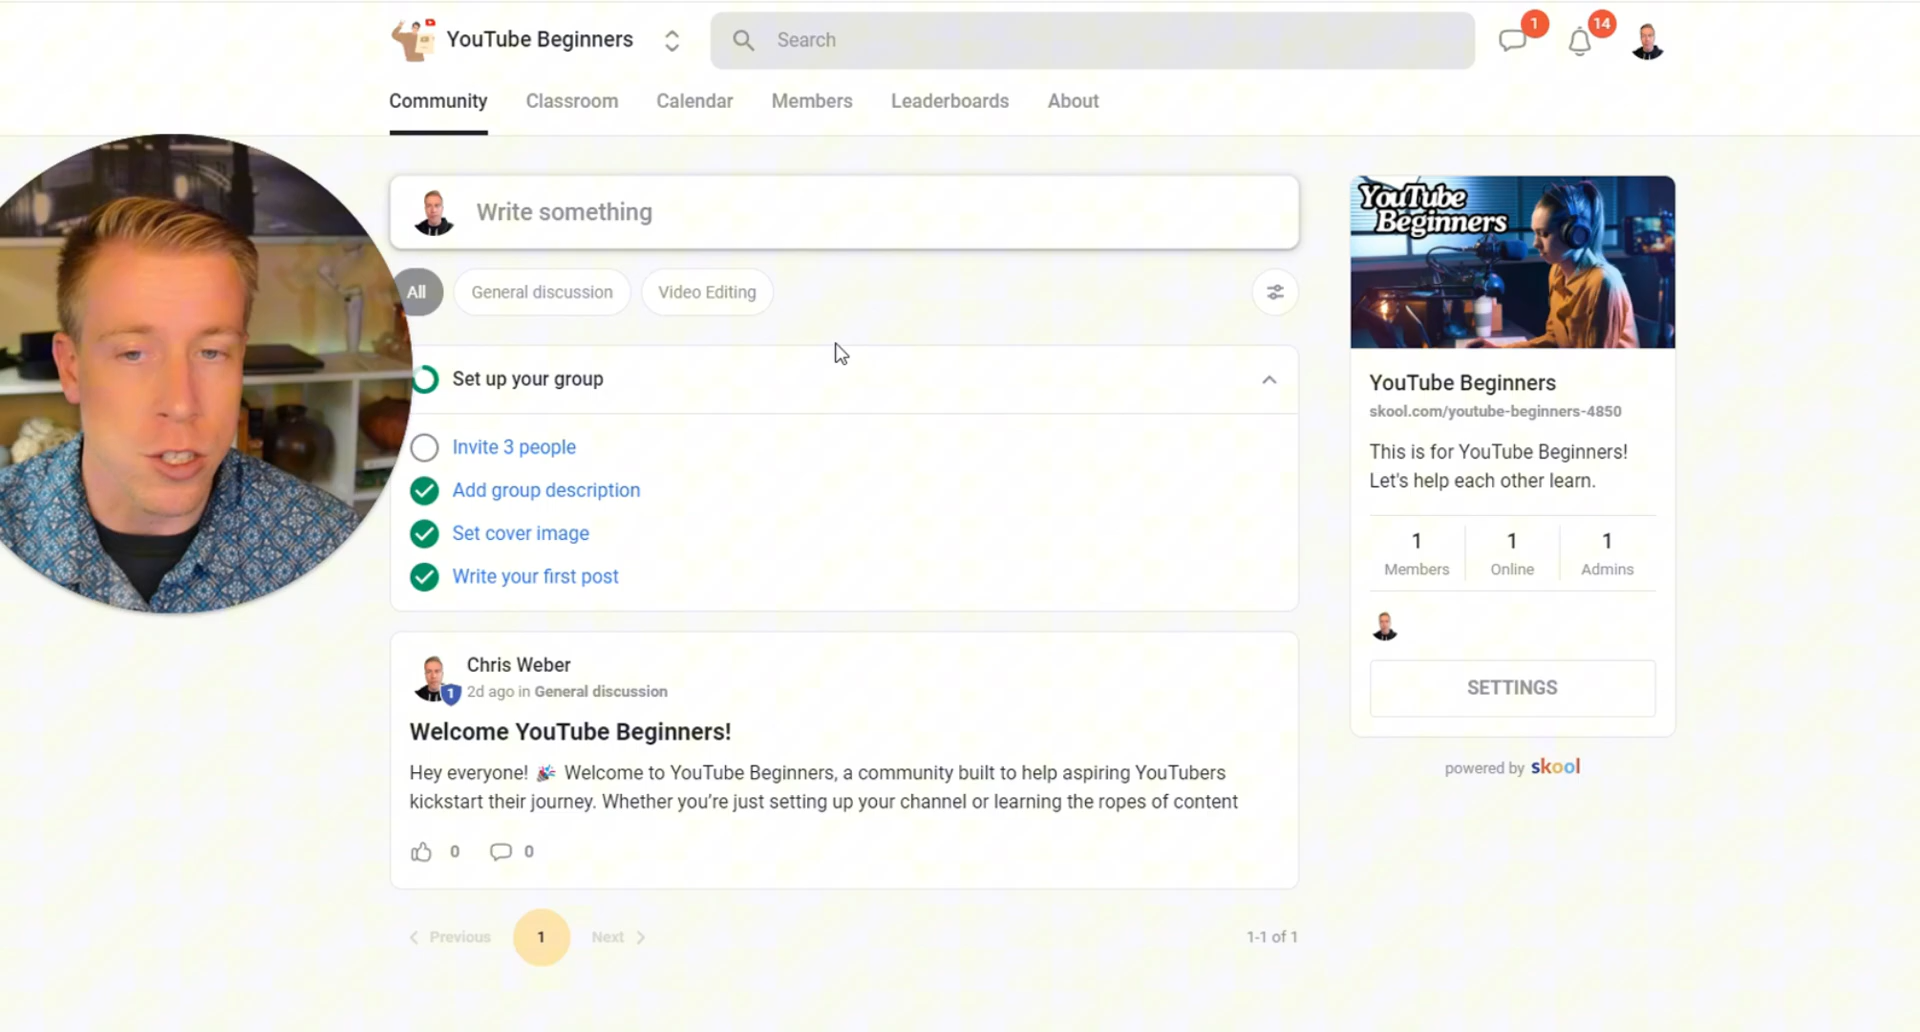 YouTube Beginners
Search
1
14
Community
Classroom
Calendar
Members
Leaderboards
About
Write something
All
General discussion
Video Editing
Set up your group
Invite 3 people
Add group description
Set cover image
Write your first post
Chris Weber
1
2d ago in General discussion
Welcome YouTube Beginners!
Hey everyone! 🎉 Welcome to YouTube Beginners, a community built to help aspiring YouTubers
kickstart their journey. Whether you're just setting up your channel or learning the ropes of content
0
0
Previous
1
Next
1-1 of 1
YouTube
Beginners
YouTube Beginners
skool.com/youtube-beginners-4850
This is for YouTube Beginners!
Let's help each other learn.
1
Members
1
Online
1
Admins
SETTINGS
powered by skool